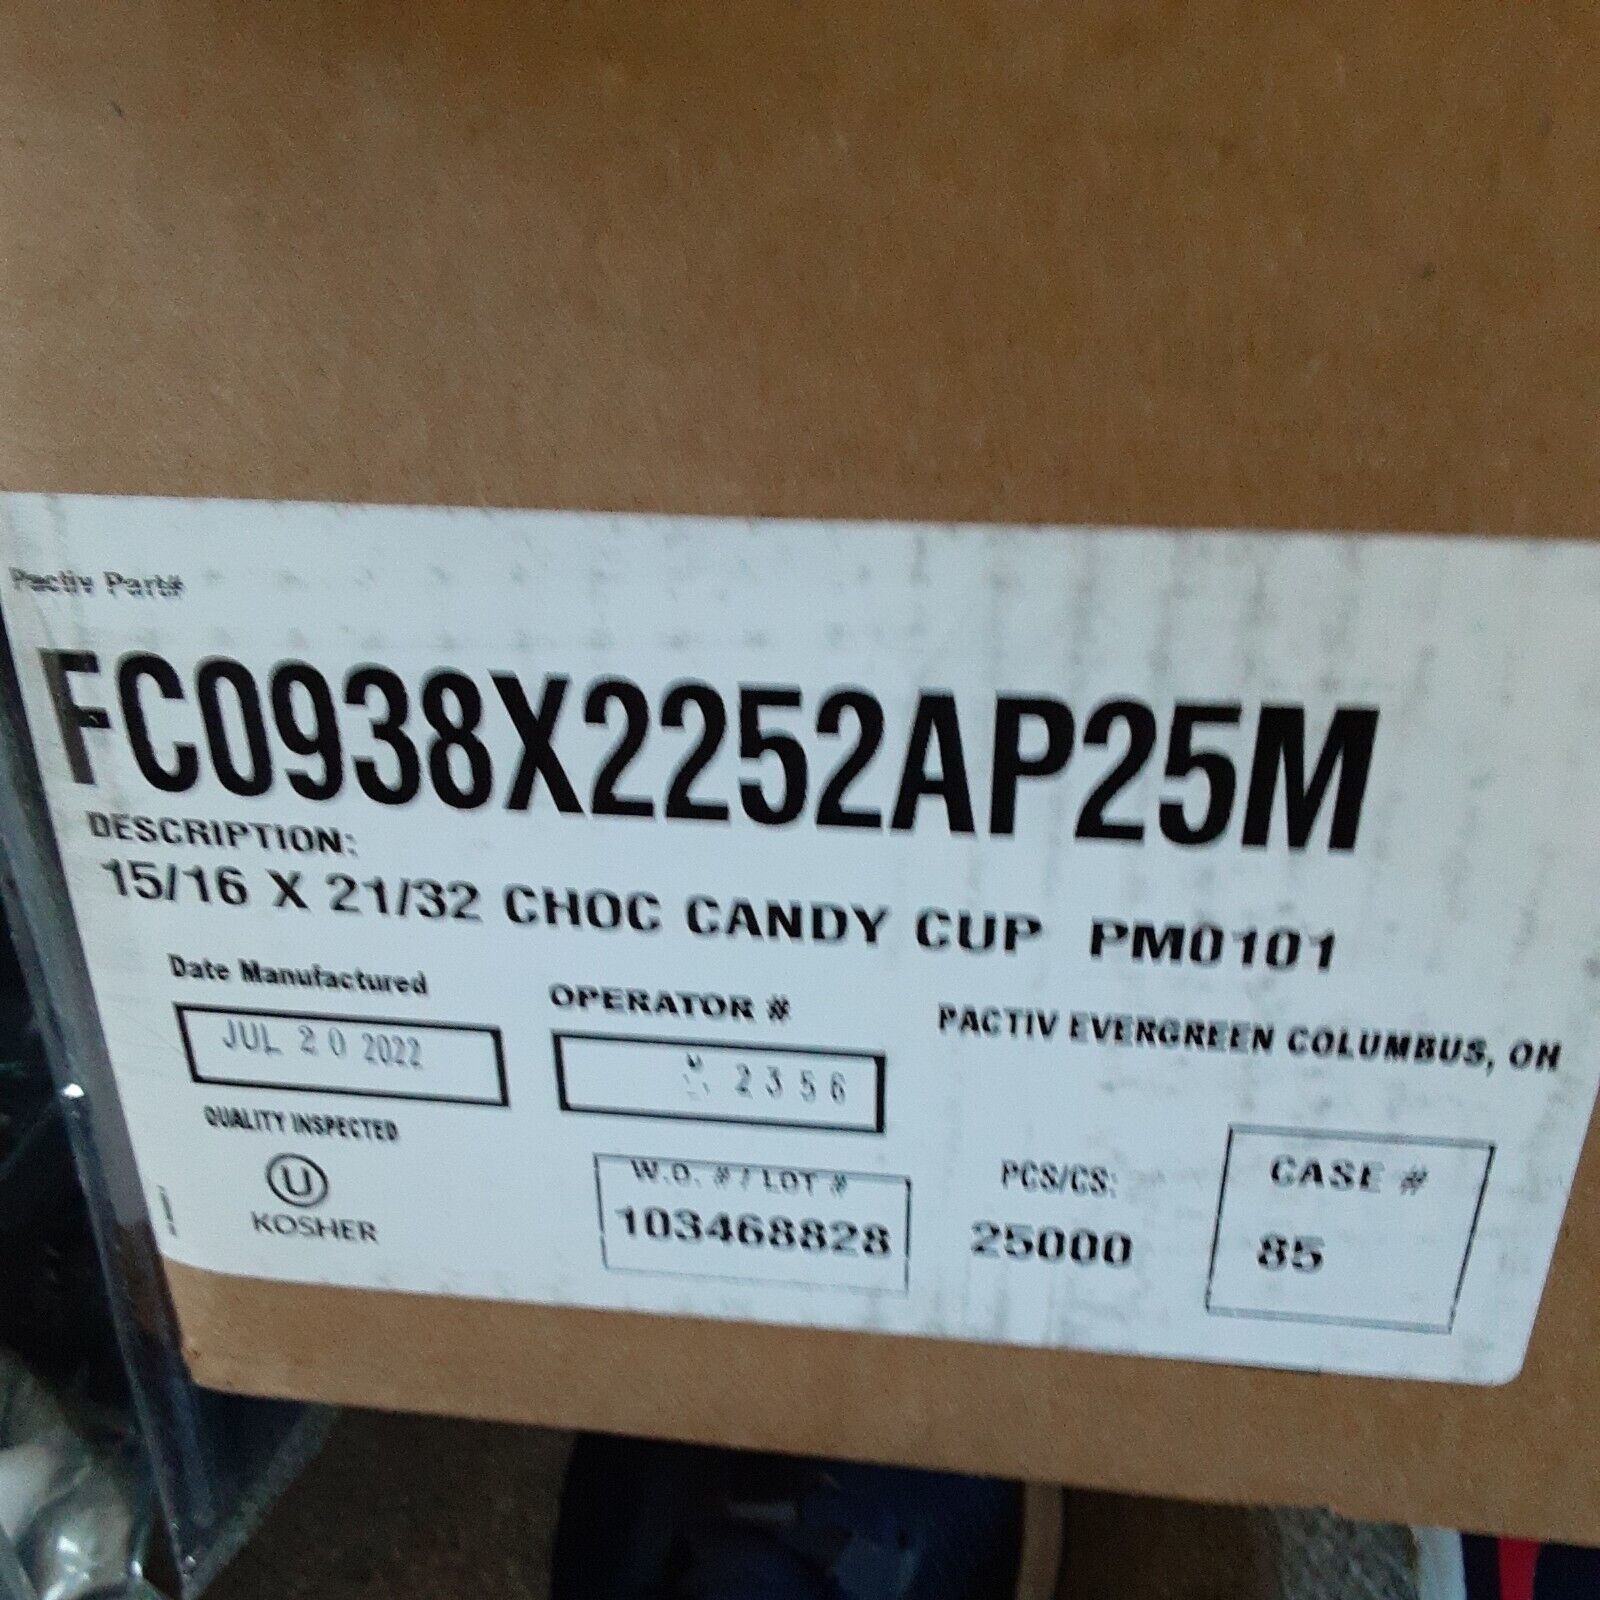 Pactiv Part#
FC0938X2252AP25M
DESCRIPTION:
15/16 X 21/32 CHOC CANDY CUP PM0101
Date Manufactured
OPERATOR #
PACTIV EVERGREEN COLUMBUS, OH
JUL 20 2022
2356
QUALITY INSPECTED
U
KOSHER
W.O. # / LOT #
103468828
PCS/CS:
25000
CASE #
85